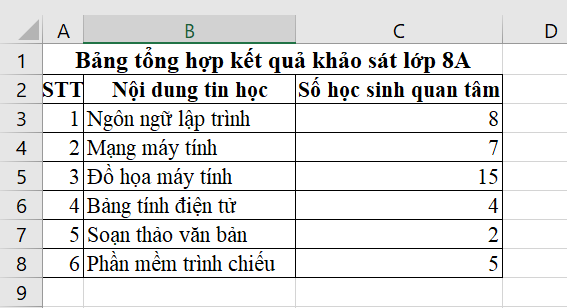 A B C D
1 Bảng tổng hợp kết quả khảo sát lớp 8A
2 STT Nội dung tin học Số học sinh quan tâm
3 1 Ngôn ngữ lập trình 8
4 2 Mạng máy tính 7
5 3 Đồ họa máy tính 15
6 4 Bảng tính điện tử 4
7 5 Soạn thảo văn bản 2
8 6 Phần mềm trình chiếu 5
9